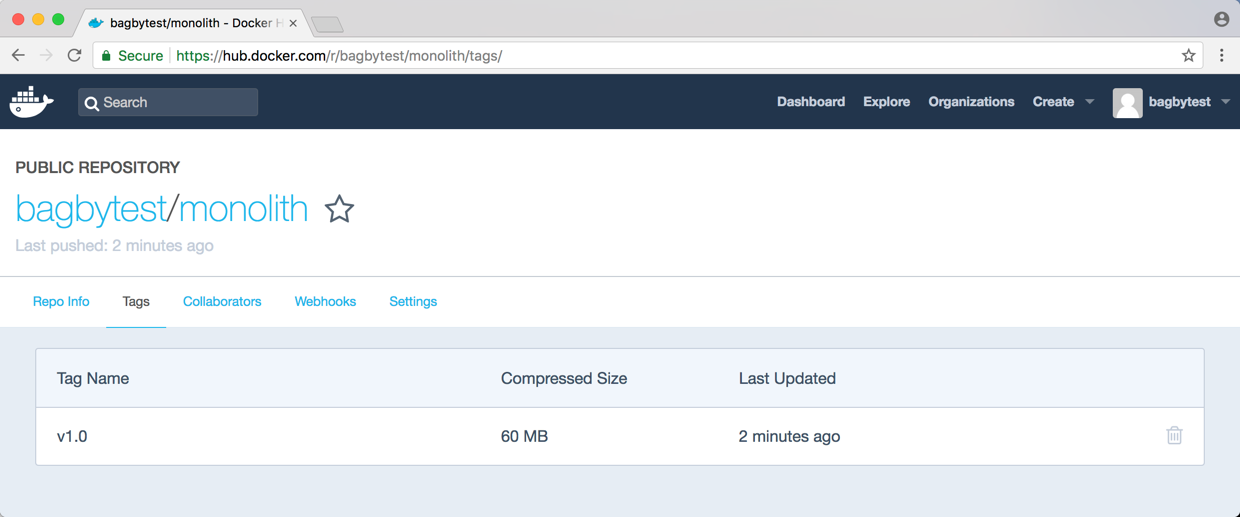 bagbytest/monolith - Docker H
Secure https://hub.docker.com/r/bagbytest/monolith/tags/
Search Dashboard Explore Organizations Create bagbytest
PUBLIC REPOSITORY
bagbytest/monolith
Last pushed: 2 minutes ago
Repo Info Tags Collaborators Webhooks Settings
Tag Name Compressed Size Last Updated
v1.0 60 MB 2 minutes ago